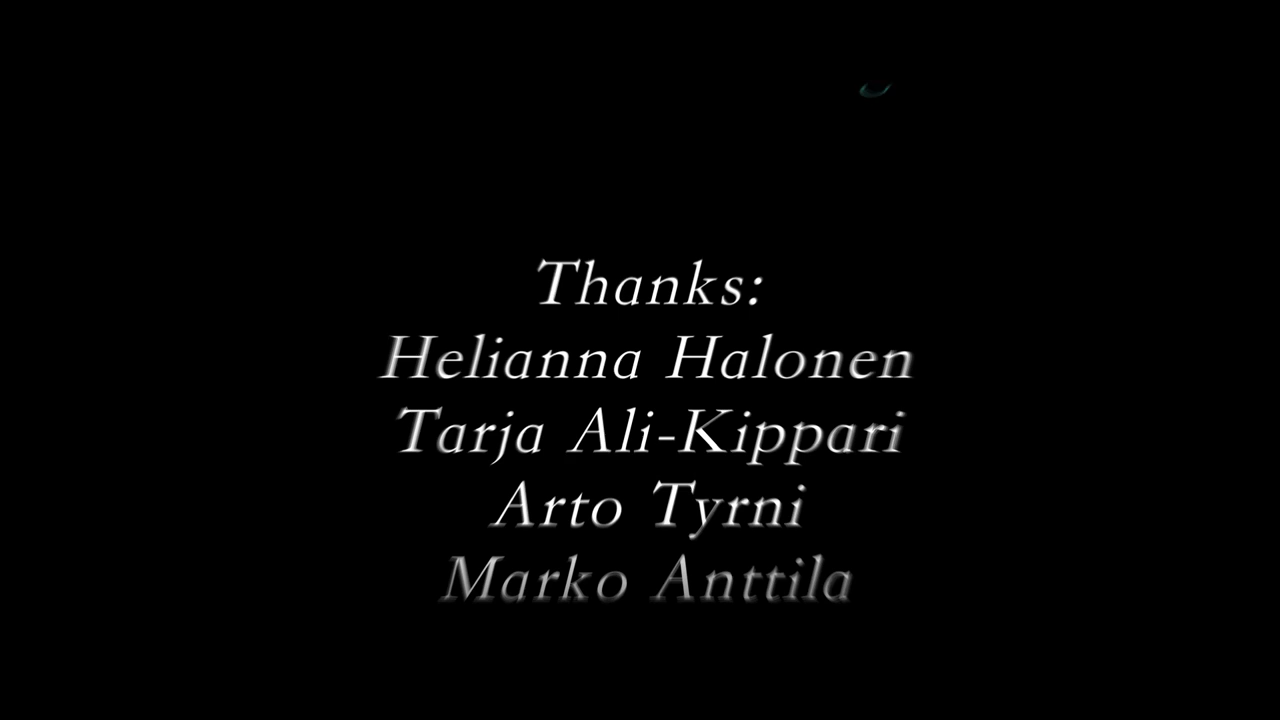 Thanks:
Helianna Halonen
Tarja Ali-Kippari
Arto Tyrni
Marko Anttila